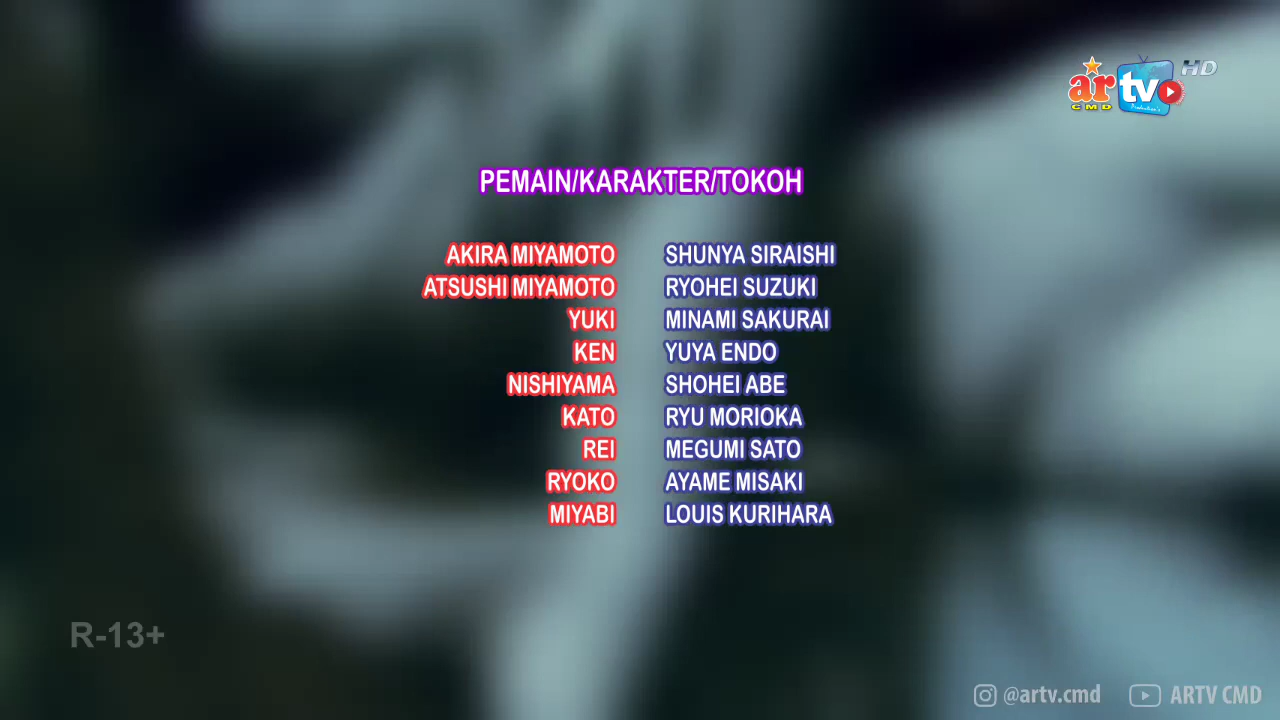 ar tv HD
CMD
PEMAIN/KARAKTER/TOKOH
AKIRA MIYAMOTO SHUNYA SIRAISHI
ATSUSHI MIYAMOTO RYOHEI SUZUKI
YUKI MINAMI SAKURAI
KEN YUYA ENDO
NISHIYAMA SHOHEI ABE
KATO RYU MORIOKA
REI MEGUMI SATO
RYOKO AYAME MISAKI
MIYABI LOUIS KURIHARA
R-13+
@artv.cmd ARTV CMD